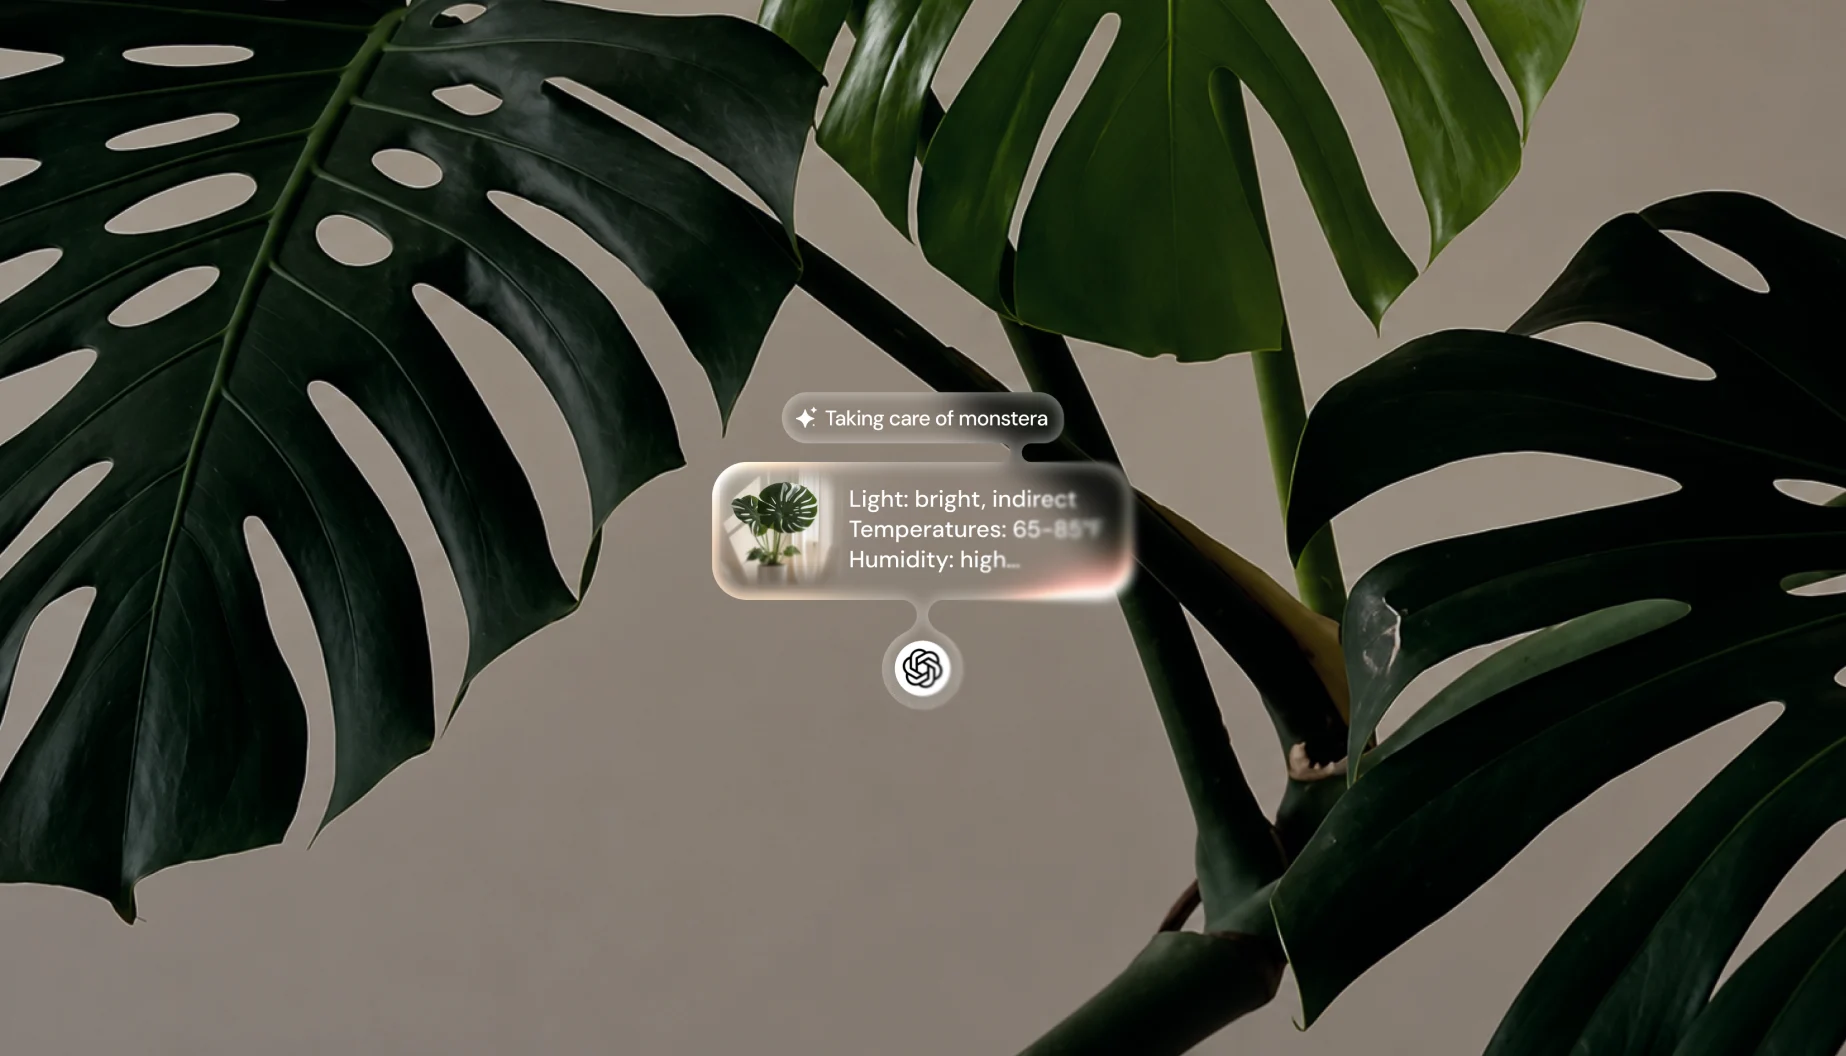 Taking care of monstera
Light: bright, indirect
Temperatures: 65-85°F
Humidity: high...